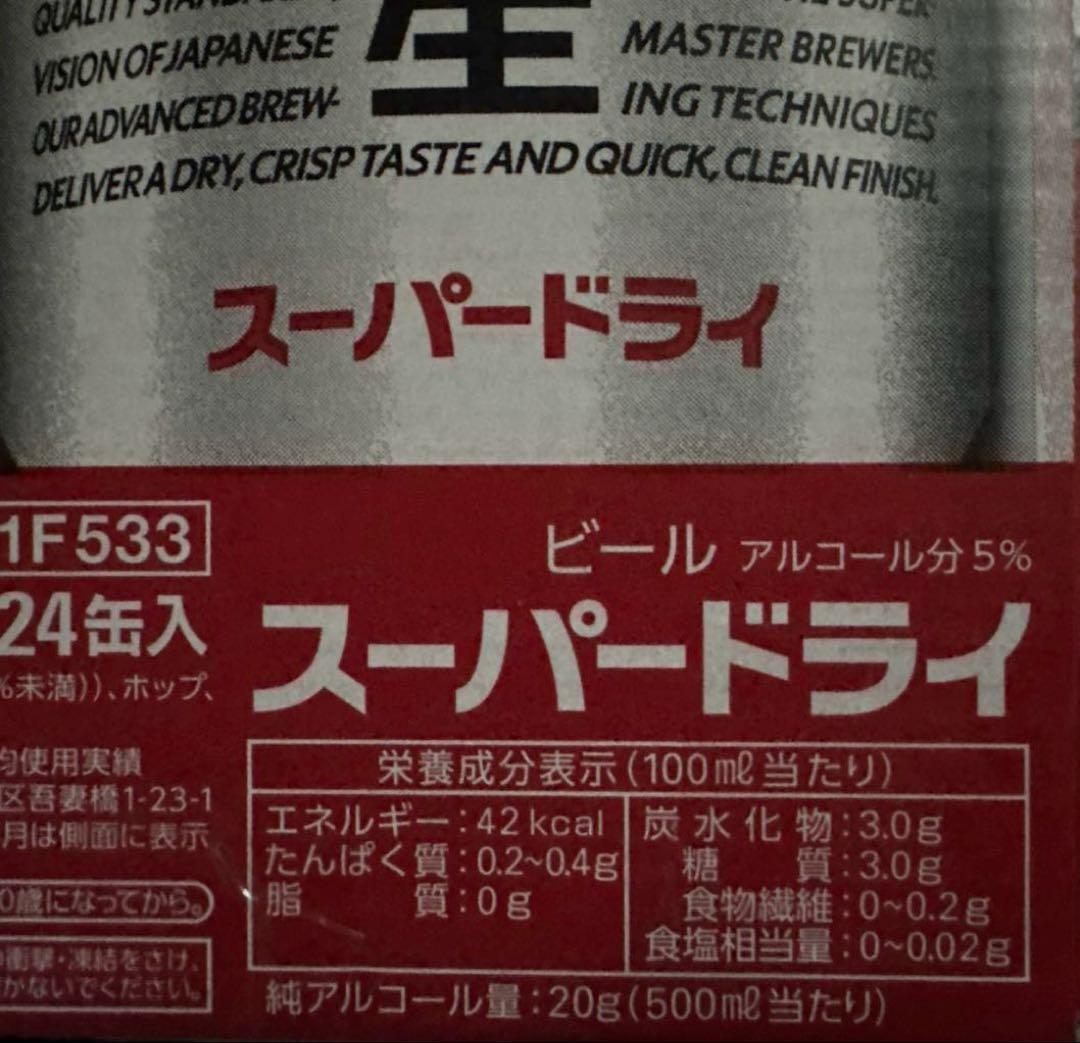 QUALITY STAND
SUPER
VISION OF JAPANESE 生 MASTER BREWERS.
OUR ADVANCED BREW- ING TECHNIQUES
DELIVER A DRY, CRISP TASTE AND QUICK, CLEAN FINISH.
スーパードライ
1F533
24缶入
%未満))、ホップ、
均使用実績
区吾妻橋1-23-1
月は側面に表示
0歳になってから。
衝撃・凍結をさけ、
かないでください。
ビール アルコール分5%
スーパードライ
栄養成分表示(100㎖当たり)
エネルギー:42kcal
たんぱく質:0.2~0.4g
脂質:0g
炭水化物:3.0g
糖質:3.0g
食物繊維:0~0.2g
食塩相当量:0~0.02g
純アルコール量:20g(500㎖当たり)